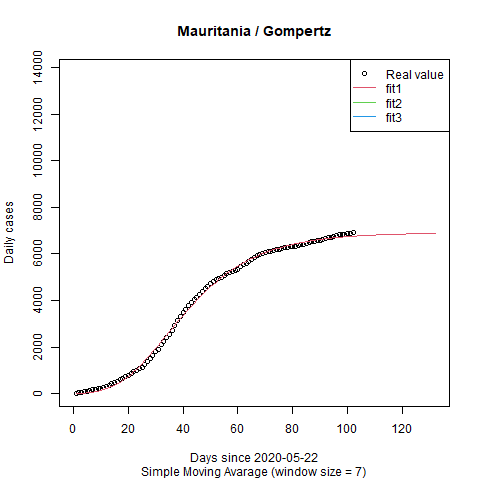 Mauritania / Gompertz
Real value
fit1
fit2
fit3
Daily cases
14000
12000
10000
8000
6000
4000
2000
0
0 20 40 60 80 100 120
Days since 2020-05-22
Simple Moving Avarage (window size = 7)